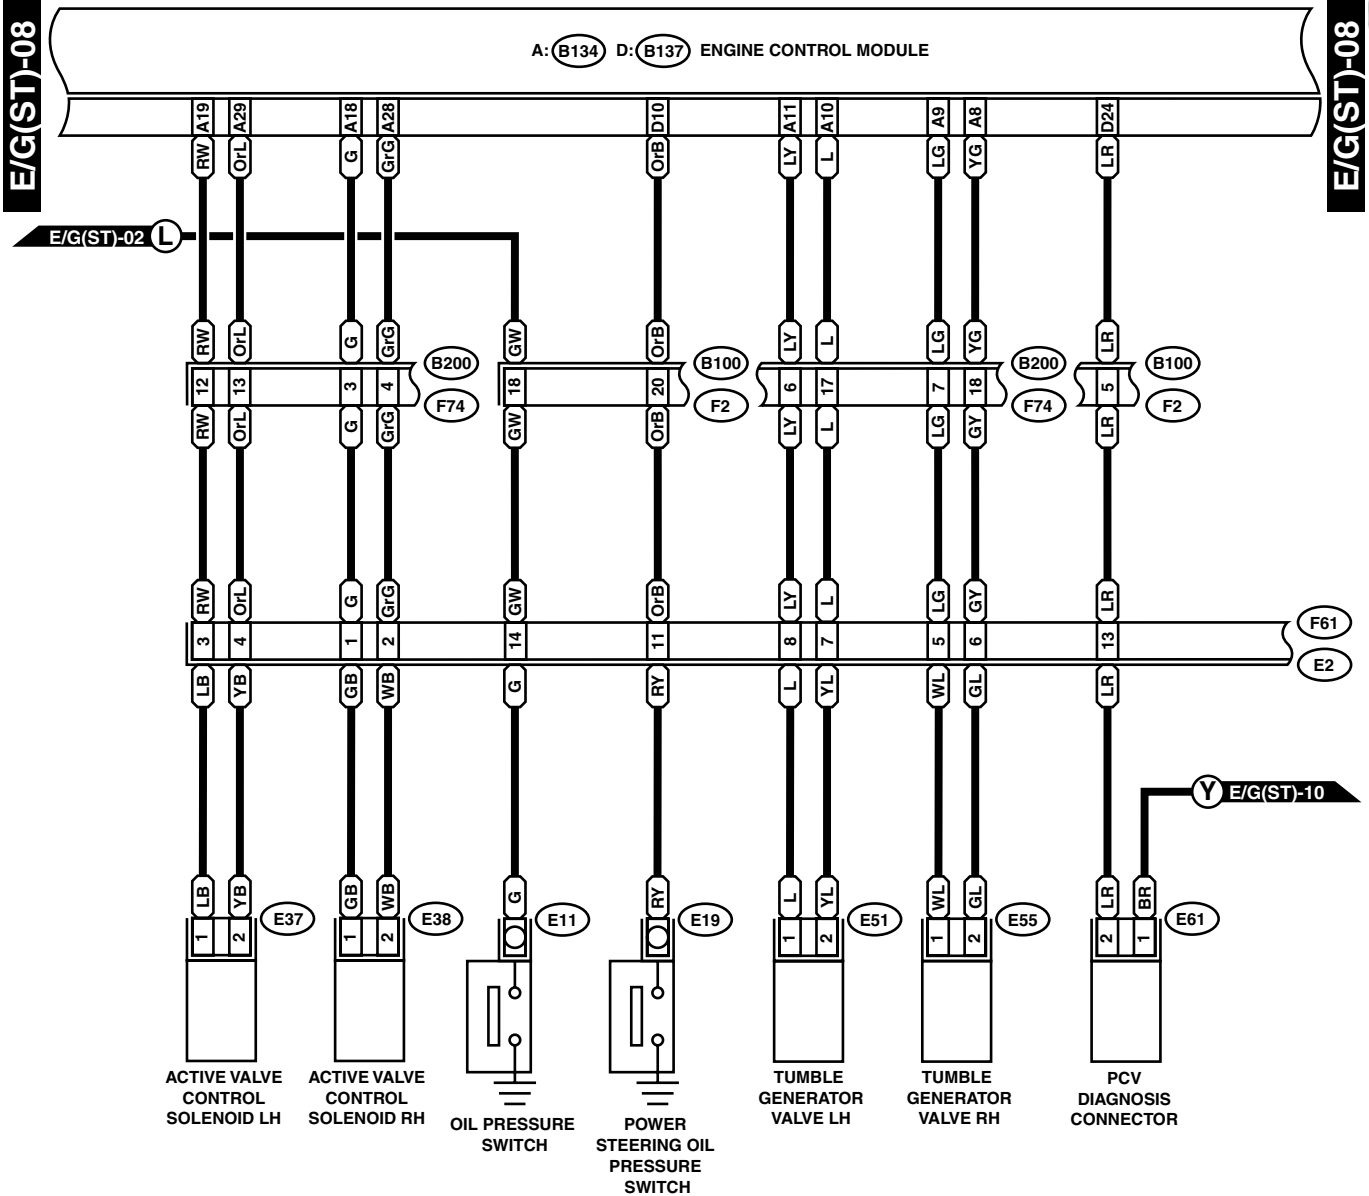 E/G(ST)-08
A: B134 D: B137 ENGINE CONTROL MODULE
E/G(ST)-08
A19 A29 A18 A28 D10 A11 A10 A9 A8 D24
RW OrL G GrG OrB LY L LG YG LR
E/G(ST)-02 L
RW OrL G GrG GW OrB LY L LG YG LR
B200 B100 B200 B100
12 13 3 4 18 20 6 17 7 18 5
F74 F2 F74 F2
RW OrL G GrG GW OrB LY L LG GY LR
RW OrL G GrG GW OrB LY L LG GY LR
F61
3 4 1 2 14 11 8 7 5 6 13
E2
LB YB GB WB G RY L YL WL GL LR
Y E/G(ST)-10
LB YB GB WB G RY L YL WL GL LR BR
E37 E38 E11 E19 E51 E55 E61
1 2 1 2 1 2 1 2 2 1
ACTIVE VALVE
CONTROL
SOLENOID LH
ACTIVE VALVE
CONTROL
SOLENOID RH
OIL PRESSURE
SWITCH
POWER
STEERING OIL
PRESSURE
SWITCH
TUMBLE
GENERATOR
VALVE LH
TUMBLE
GENERATOR
VALVE RH
PCV
DIAGNOSIS
CONNECTOR